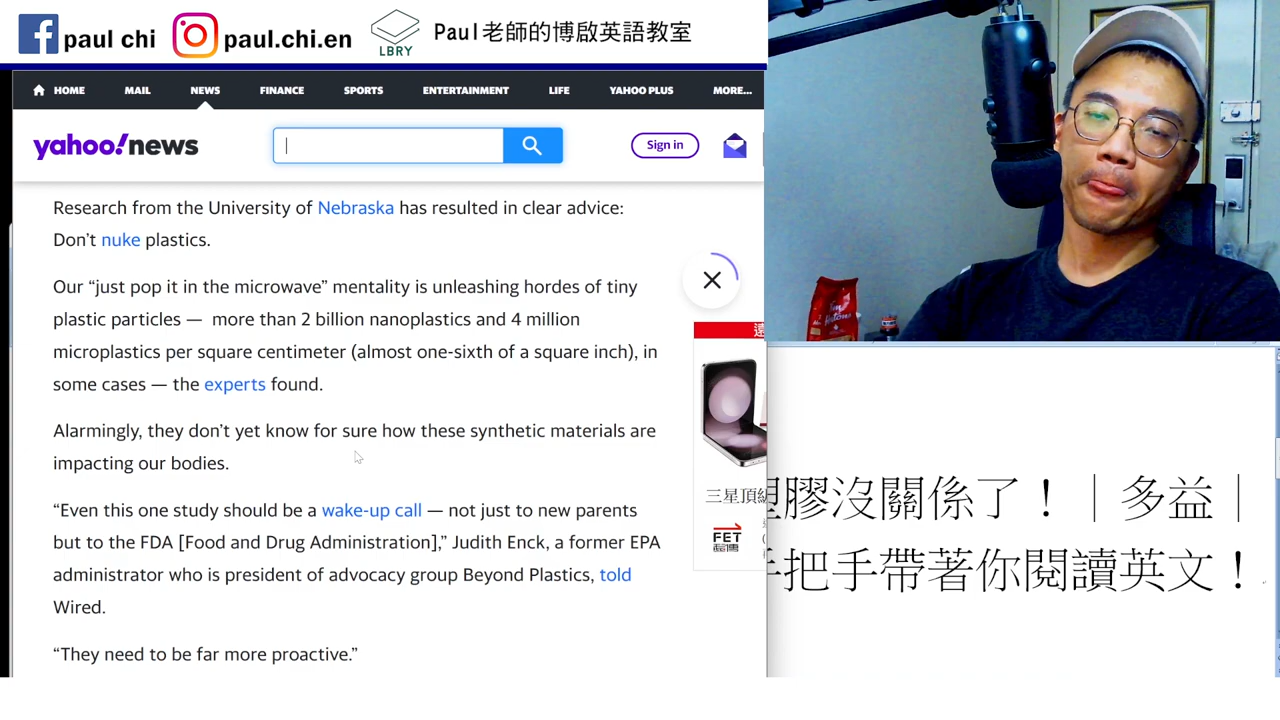 paul chi
paul.chi.en
LBRY
Paul老師的博啟英語教室
HOME MAIL NEWS FINANCE SPORTS ENTERTAINMENT LIFE YAHOO PLUS MORE...
yahoo!news
Sign in
Research from the University of Nebraska has resulted in clear advice:
Don’t nuke plastics.
Our “just pop it in the microwave” mentality is unleashing hordes of tiny
plastic particles — more than 2 billion nanoplastics and 4 million
microplastics per square centimeter (almost one-sixth of a square inch), in
some cases — the experts found.
Alarmingly, they don’t yet know for sure how these synthetic materials are
impacting our bodies.
“Even this one study should be a wake-up call — not just to new parents
but to the FDA [Food and Drug Administration],” Judith Enck, a former EPA
administrator who is president of advocacy group Beyond Plastics, told
Wired.
“They need to be far more proactive.”
三星頂級
FET
遠傳
膠沒關係了！｜多益｜
把手帶著你閱讀英文！